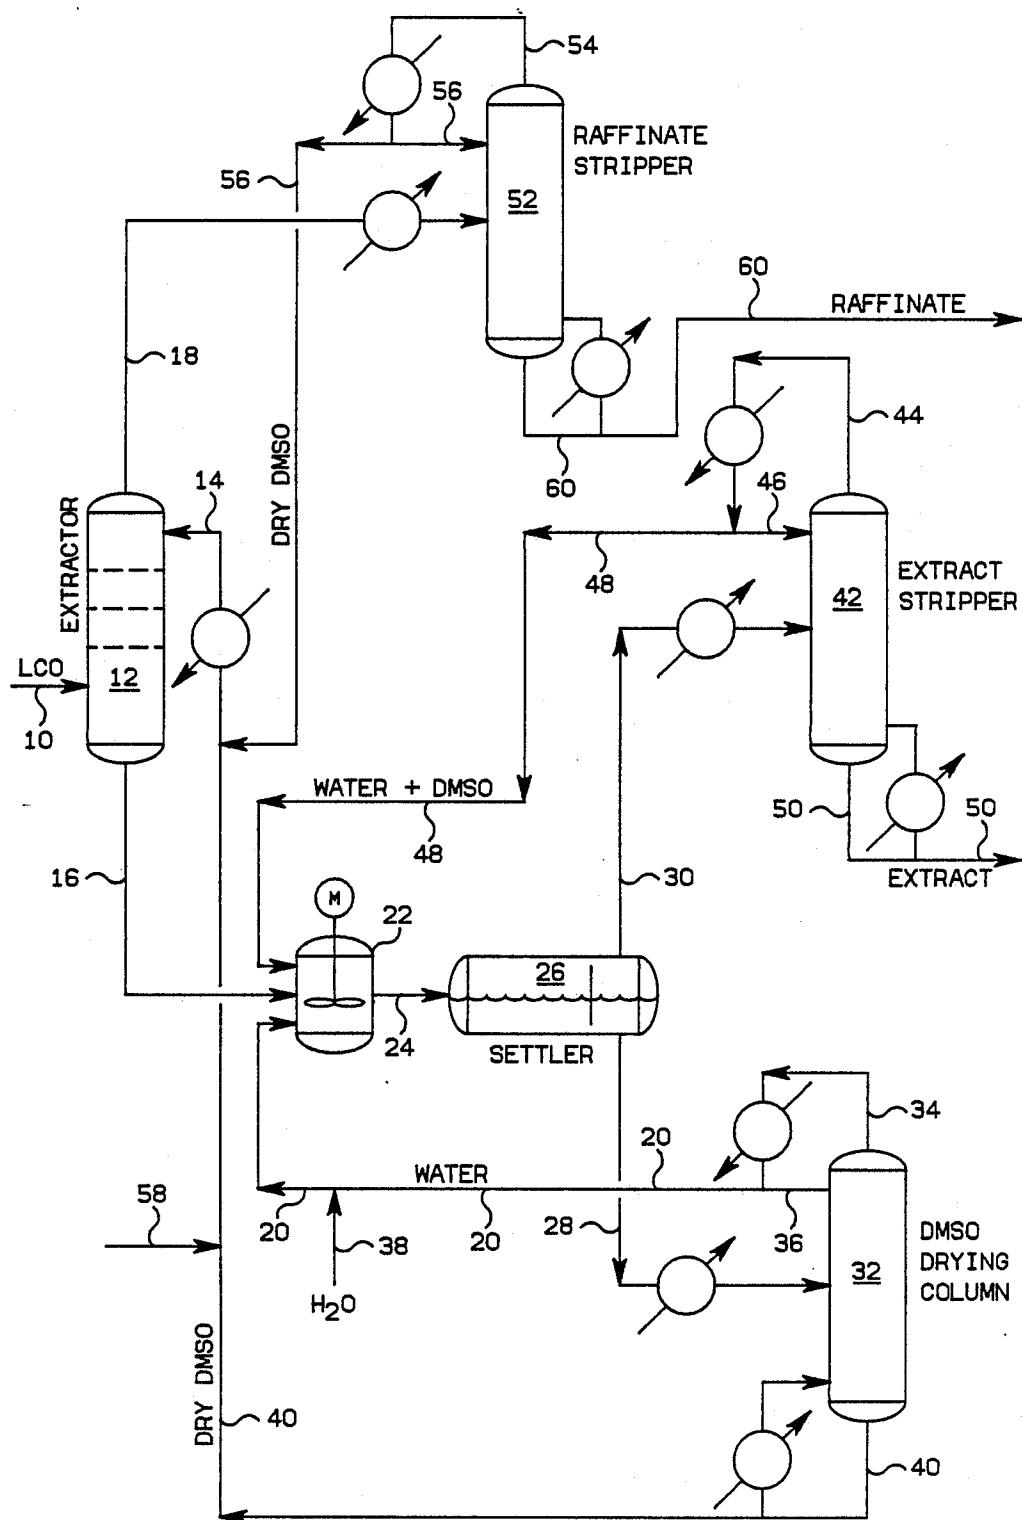 54
56
RAFFINATE
STRIPPER
56
52
60
RAFFINATE
18
44
14
46
60
DRY DMSO
EXTRACTOR
48
EXTRACT
STRIPPER
42
LCO
12
10
WATER + DMSO
50
50
48
16
30
EXTRACT
M
22
26
24
SETTLER
34
20
WATER
58
20
20
28
36
DMSO
DRYING
COLUMN
38
32
H2O
DRY DMSO
40
40